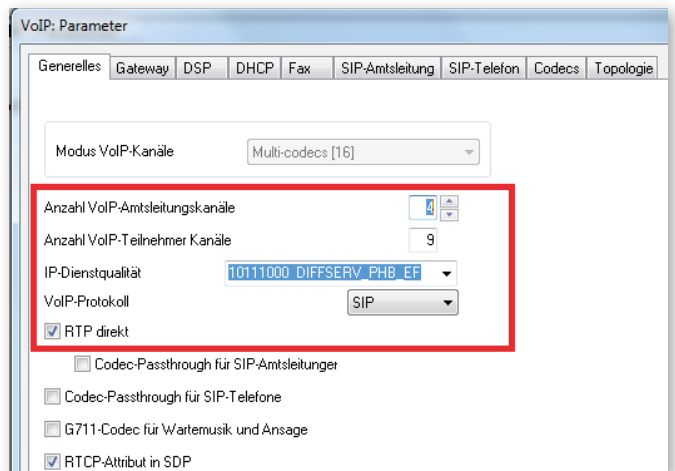 VoIP: Parameter
Generelles Gateway DSP DHCP Fax SIP-Amtsleitung SIP-Telefon Codecs Topologie
Modus VoIP-Kanäle Multi-codecs [16]
Anzahl VoIP-Amtsleitungskanäle 4
Anzahl VoIP-Teilnehmer Kanäle 9
IP-Dienstqualität 10111000 DIFFSERV_PHB_EF
VoIP-Protokoll SIP
RTP direkt
Codec-Passthrough für SIP-Amtsleitunger
Codec-Passthrough für SIP-Telefone
G711-Codec für Wartemusik und Ansage
RTCP-Attribut in SDP